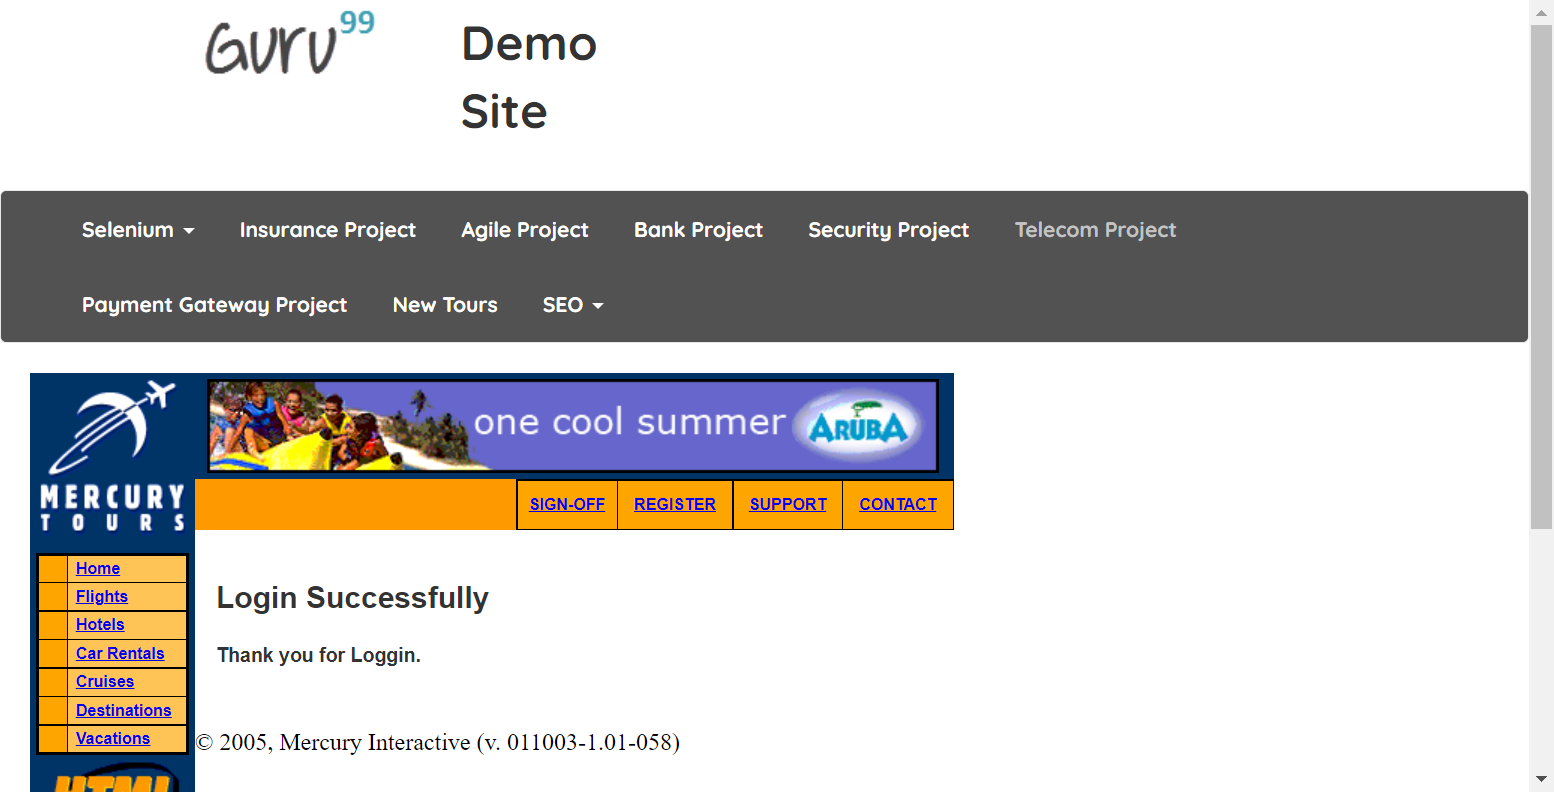 Guru99
Demo
Site
Selenium Insurance Project Agile Project Bank Project Security Project Telecom Project
Payment Gateway Project New Tours SEO
one cool summer ARUBA
MERCURY
TOURS
SIGN-OFF REGISTER SUPPORT CONTACT
Home
Flights
Hotels
Car Rentals
Cruises
Destinations
Vacations
Login Successfully
Thank you for Loggin.
© 2005, Mercury Interactive (v. 011003-1.01-058)
HTML